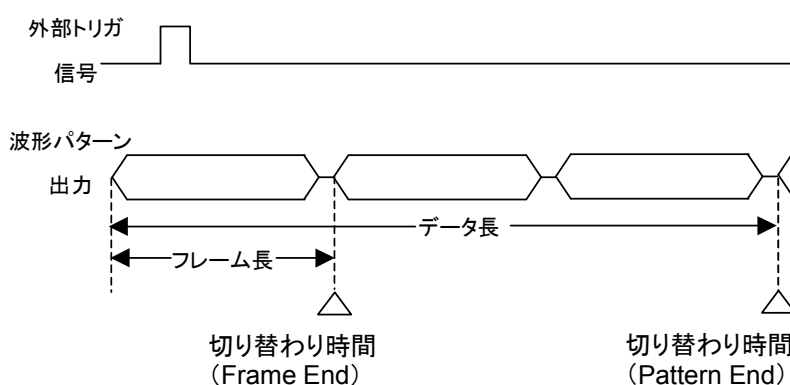 外部トリガ
信号
波形パターン
出力
データ長
フレーム長
切り替わり時間
（Frame End）
切り替わり時間
（Pattern End）